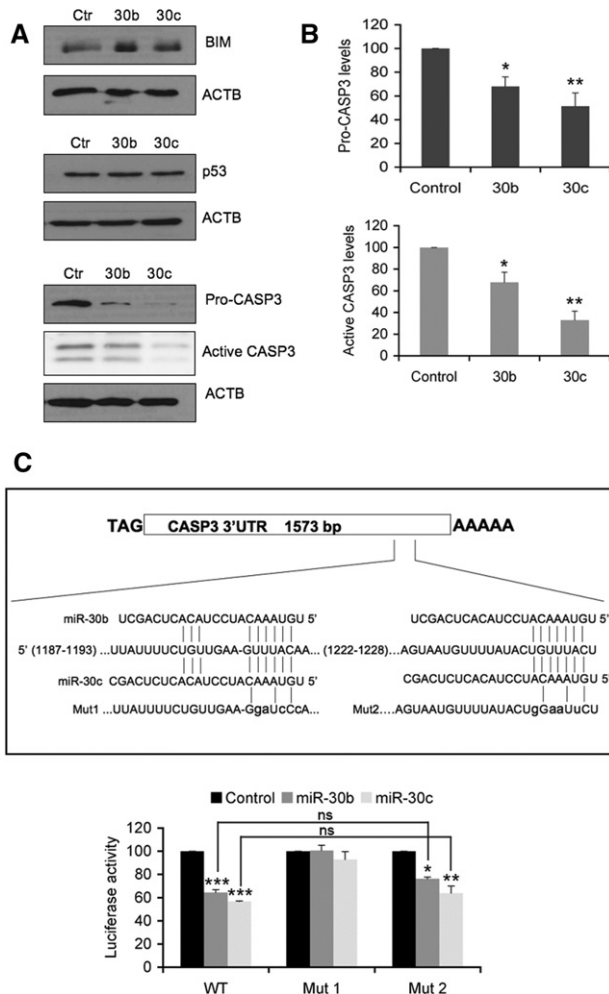 A
Ctr 30b 30c
BIM
ACTB
p53
ACTB
Ctr 30b 30c
Pro-CASP3
Active CASP3
ACTB
B
Pro-CASP3 levels
120
100
80
60
40
20
0
*
**
Control 30b 30c
Active CASP3 levels
120
100
80
60
40
20
0
*
**
Control 30b 30c
C
TAG CASP3 3'UTR 1573 bp AAAAA
miR-30b UCGACUCACAUCCUACAAAUGU 5' UCGACUCACAUCCUACAAAUGU 5'
5' (1187-1193) ...UUAUUUUCUGUUGAA-GUUUACAA... (1222-1228)...AGUAAUGUUUUAUACUGUUUACU
miR-30c CGACUCUCACAUCCUACAAAUGU 5' CGACUCUCACAUCCUACAAAUGU 5'
Mut1 ...UUAUUUUCUGUUGAA-GgaUcCcA... Mut2....AGUAAUGUUUUAUACUgGaaUuCU
Control miR-30b miR-30c
Luciferase activity
120
100
80
60
40
20
0
ns
ns
*** ***
* **
WT Mut 1 Mut 2